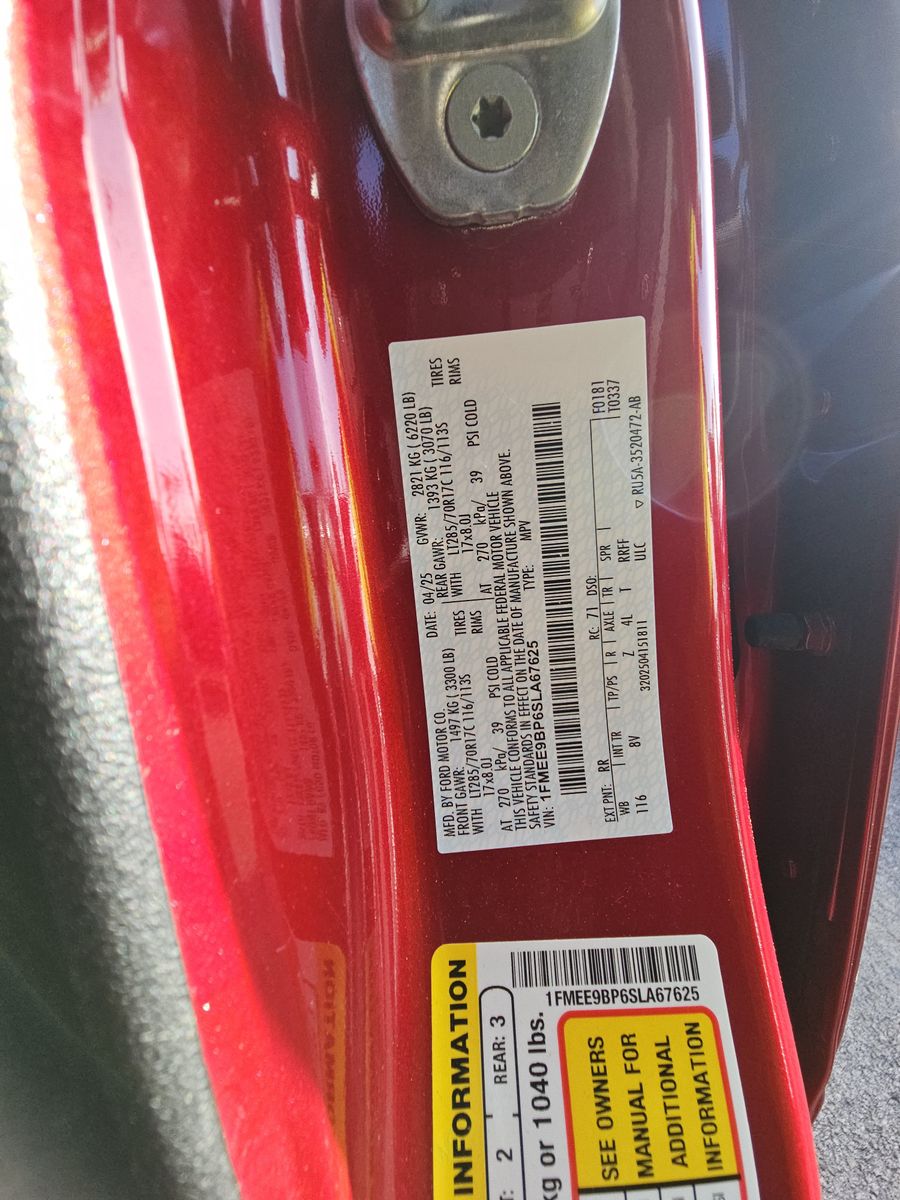 MFD. BY FORD MOTOR CO.
DATE: 04/25 GVWR: 2821 KG ( 6220 LB)
FRONT GAWR: 1497 KG ( 3300 LB) REAR GAWR: 1393 KG ( 3070 LB)
WITH LT285/70R17C 116/113S TIRES WITH LT285/70R17C 116/113S TIRES
17x8.0J RIMS 17x8.0J RIMS
AT 270 kPa/ 39 PSI COLD AT 270 kPa/ 39 PSI COLD
THIS VEHICLE CONFORMS TO ALL APPLICABLE FEDERAL MOTOR VEHICLE
SAFETY STANDARDS IN EFFECT ON THE DATE OF MANUFACTURE SHOWN ABOVE.
VIN: 1FMEE9BP6SLA67625 TYPE: MPV
EXT PNT: RR RC: 71 DSO: F0181
WB INT TR TP/PS R AXLE TR SPR T0337
116 8V Z 4L T RRFF
3202504151811 ULC ▽ RU5A-3520472-AB
INFORMATION
2 REAR: 3
kg or 1040 lbs.
1FMEE9BP6SLA67625
SEE OWNERS
MANUAL FOR
ADDITIONAL
INFORMATION